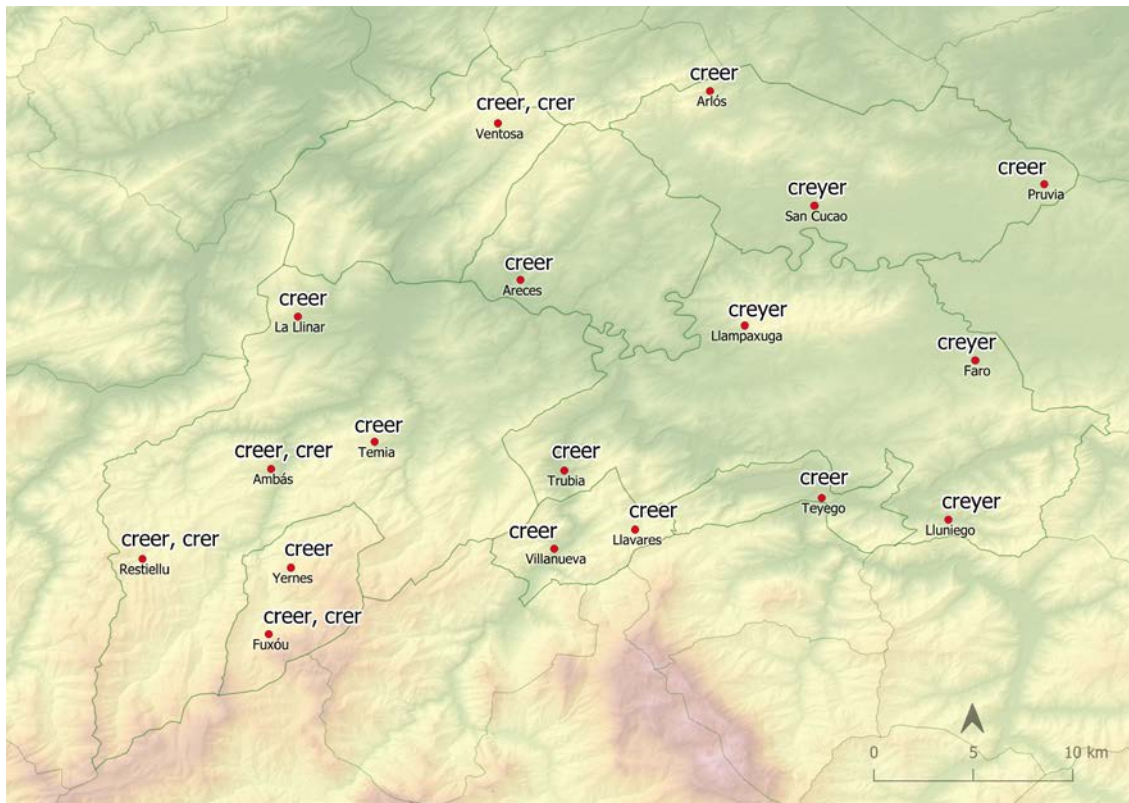 creer
Arlós
creer, crer
Ventosa
creer
Pruvia
creyer
San Cucao
creer
Areces
creer
La Llinar
creyer
Llampaxuga
creyer
Faro
creer
Temia
creer, crer
Ambás
creer
Trubia
creer
Teyego
creyer
Lluniego
creer
Llavares
creer
Villanueva
creer, crer
Restiellu
creer
Yernes
creer, crer
Fuxóu
0 5 10 km